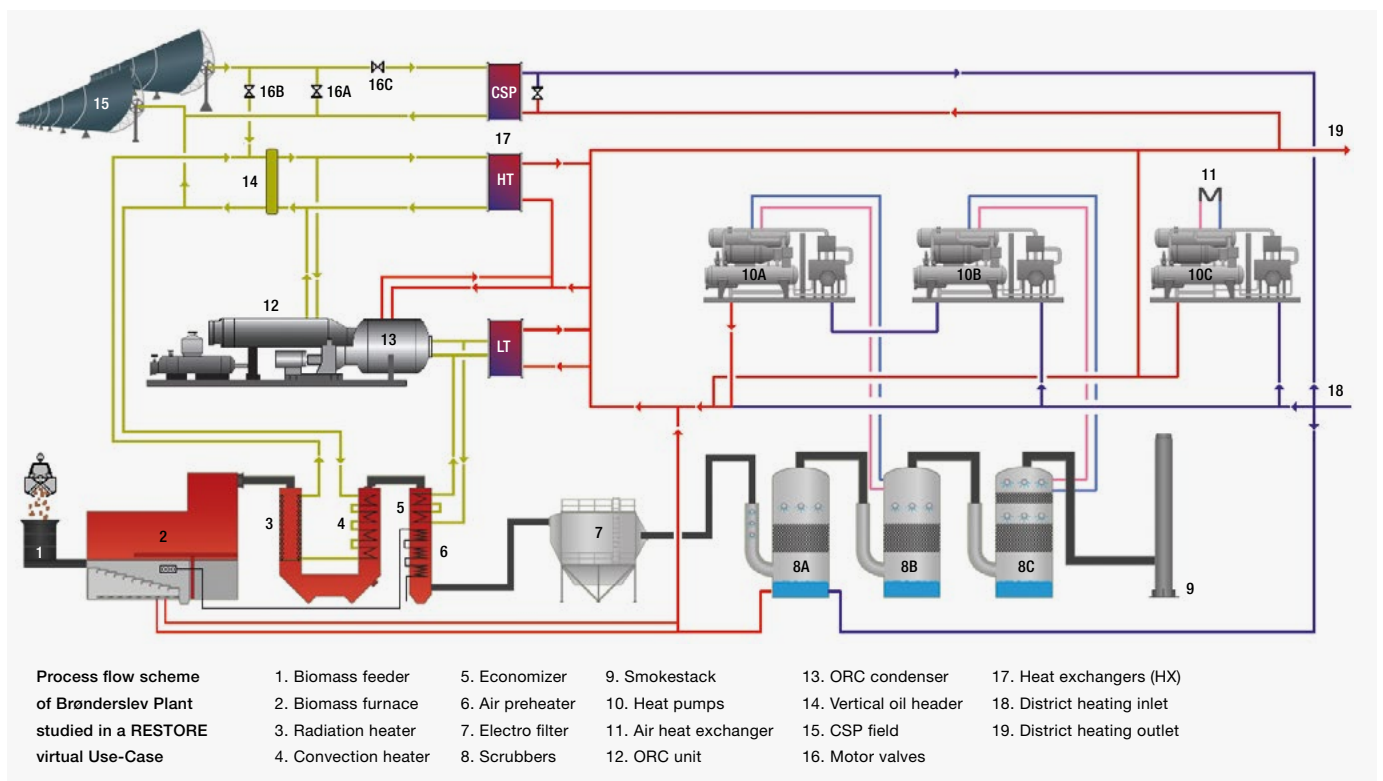 15
16B
16A
16C
CSP
17
19
14
HT
11
10A
10B
10C
12
13
LT
18
1
2
3
4
5
6
7
8A
8B
8C
9
Process flow scheme
of Brønderslev Plant
studied in a RESTORE
virtual Use-Case
1. Biomass feeder
2. Biomass furnace
3. Radiation heater
4. Convection heater
5. Economizer
6. Air preheater
7. Electro filter
8. Scrubbers
9. Smokestack
10. Heat pumps
11. Air heat exchanger
12. ORC unit
13. ORC condenser
14. Vertical oil header
15. CSP field
16. Motor valves
17. Heat exchangers (HX)
18. District heating inlet
19. District heating outlet